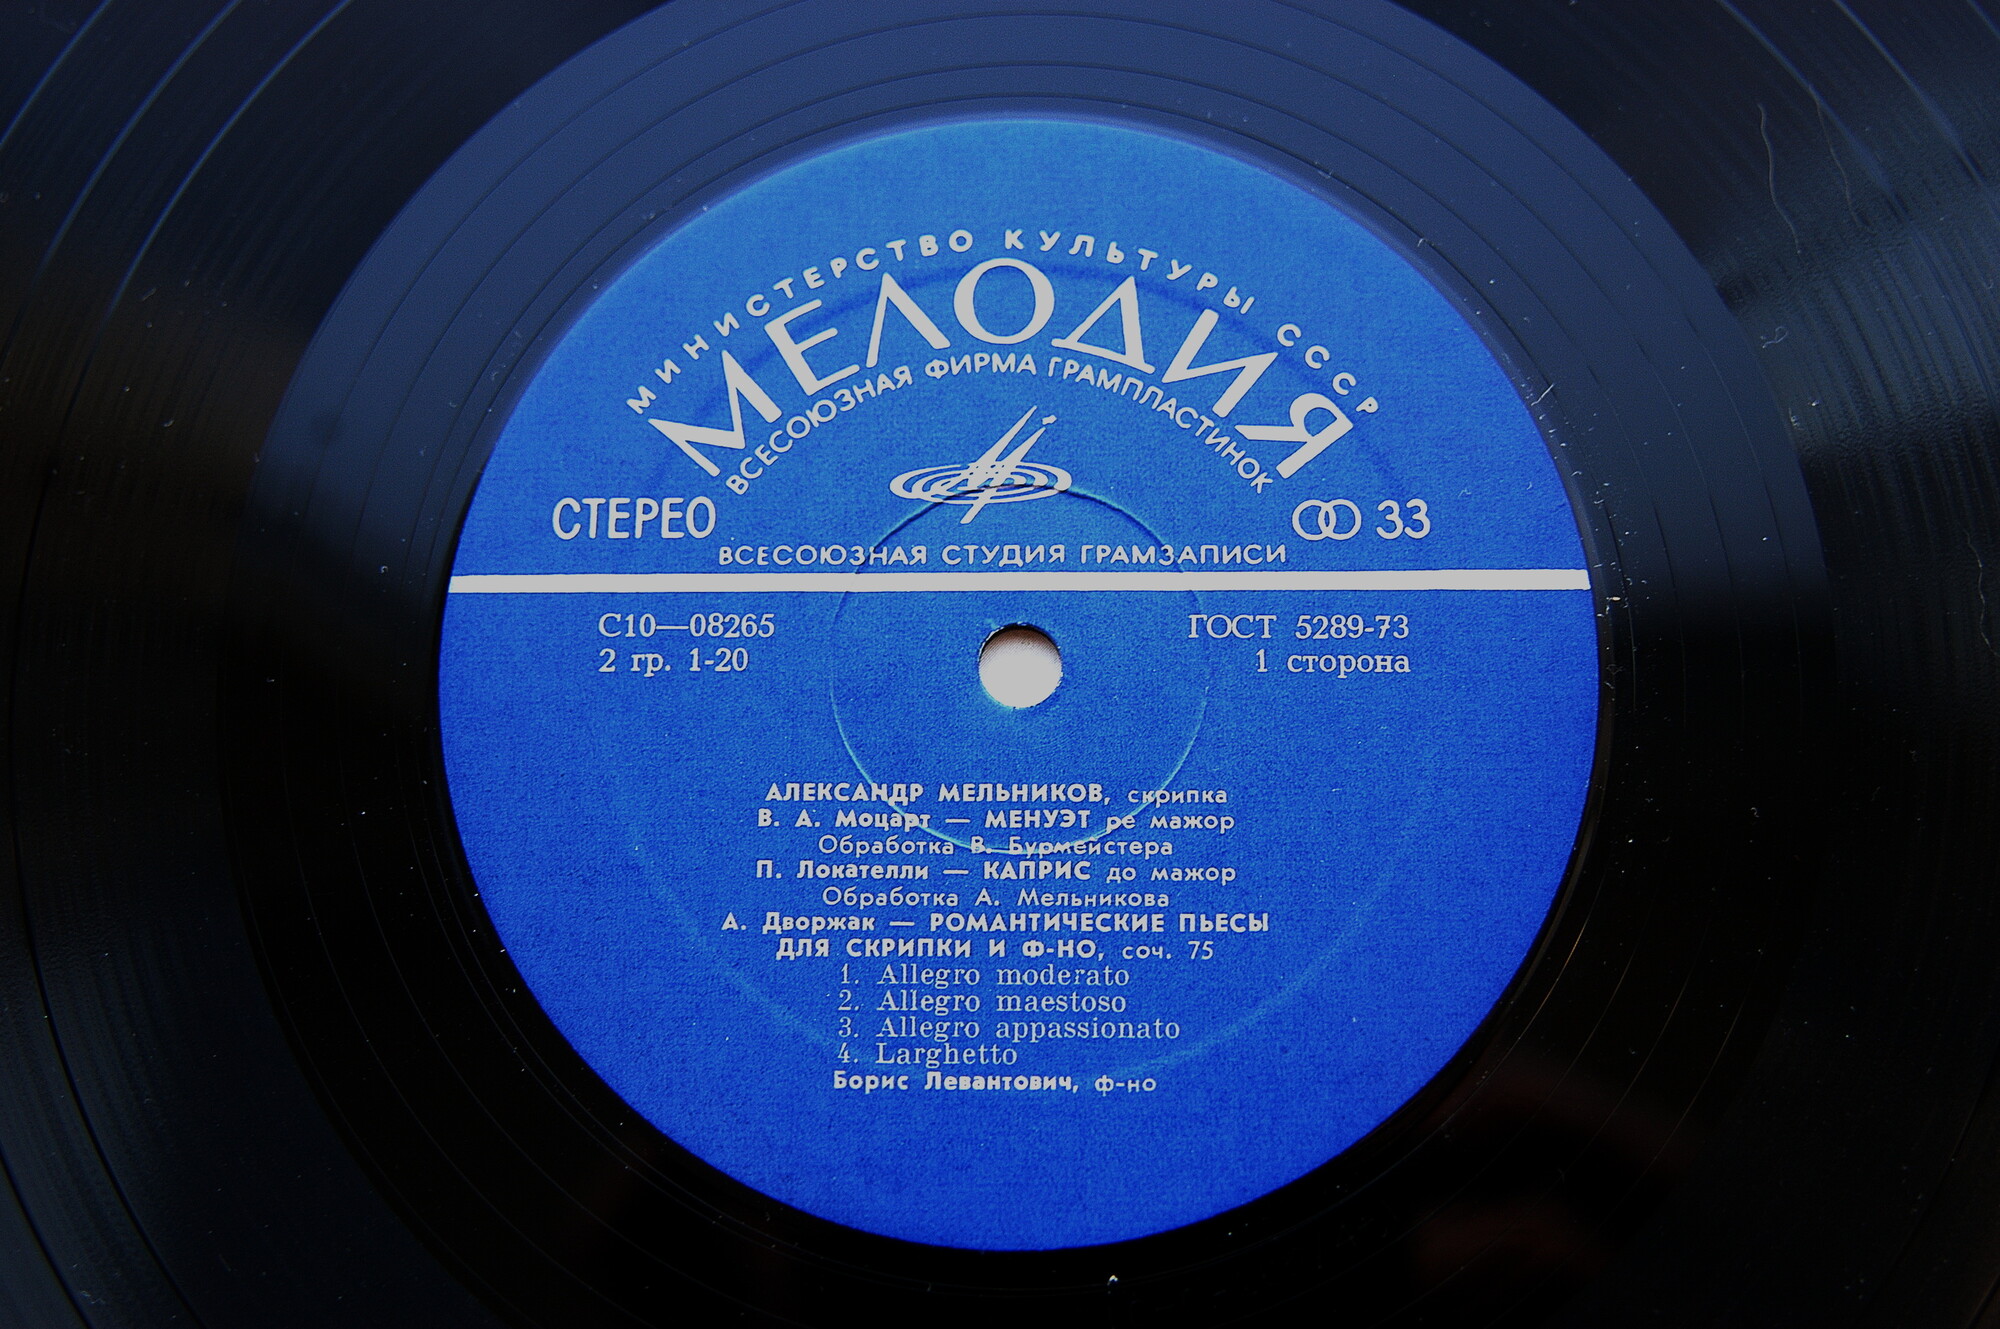 МИНИСТЕРСТВО КУЛЬТУРЫ СССР
МЕЛОДИЯ
ВСЕСОЮЗНАЯ ФИРМА ГРАМПЛАСТИНОК
СТЕРЕО
33
ВСЕСОЮЗНАЯ СТУДИЯ ГРАМЗАПИСИ
С10—08265
ГОСТ 5289-73
2 гр. 1-20
1 сторона
АЛЕКСАНДР МЕЛЬНИКОВ, скрипка
В. А. Моцарт — МЕНУЭТ ре мажор
Обработка В. Бурмейстера
П. Локателли — КАПРИС до мажор
Обработка А. Мельникова
А. Дворжак — РОМАНТИЧЕСКИЕ ПЬЕСЫ
ДЛЯ СКРИПКИ И Ф-НО, соч. 75
1. Allegro moderato
2. Allegro maestoso
3. Allegro appassionato
4. Larghetto
Борис Левантович, ф-но